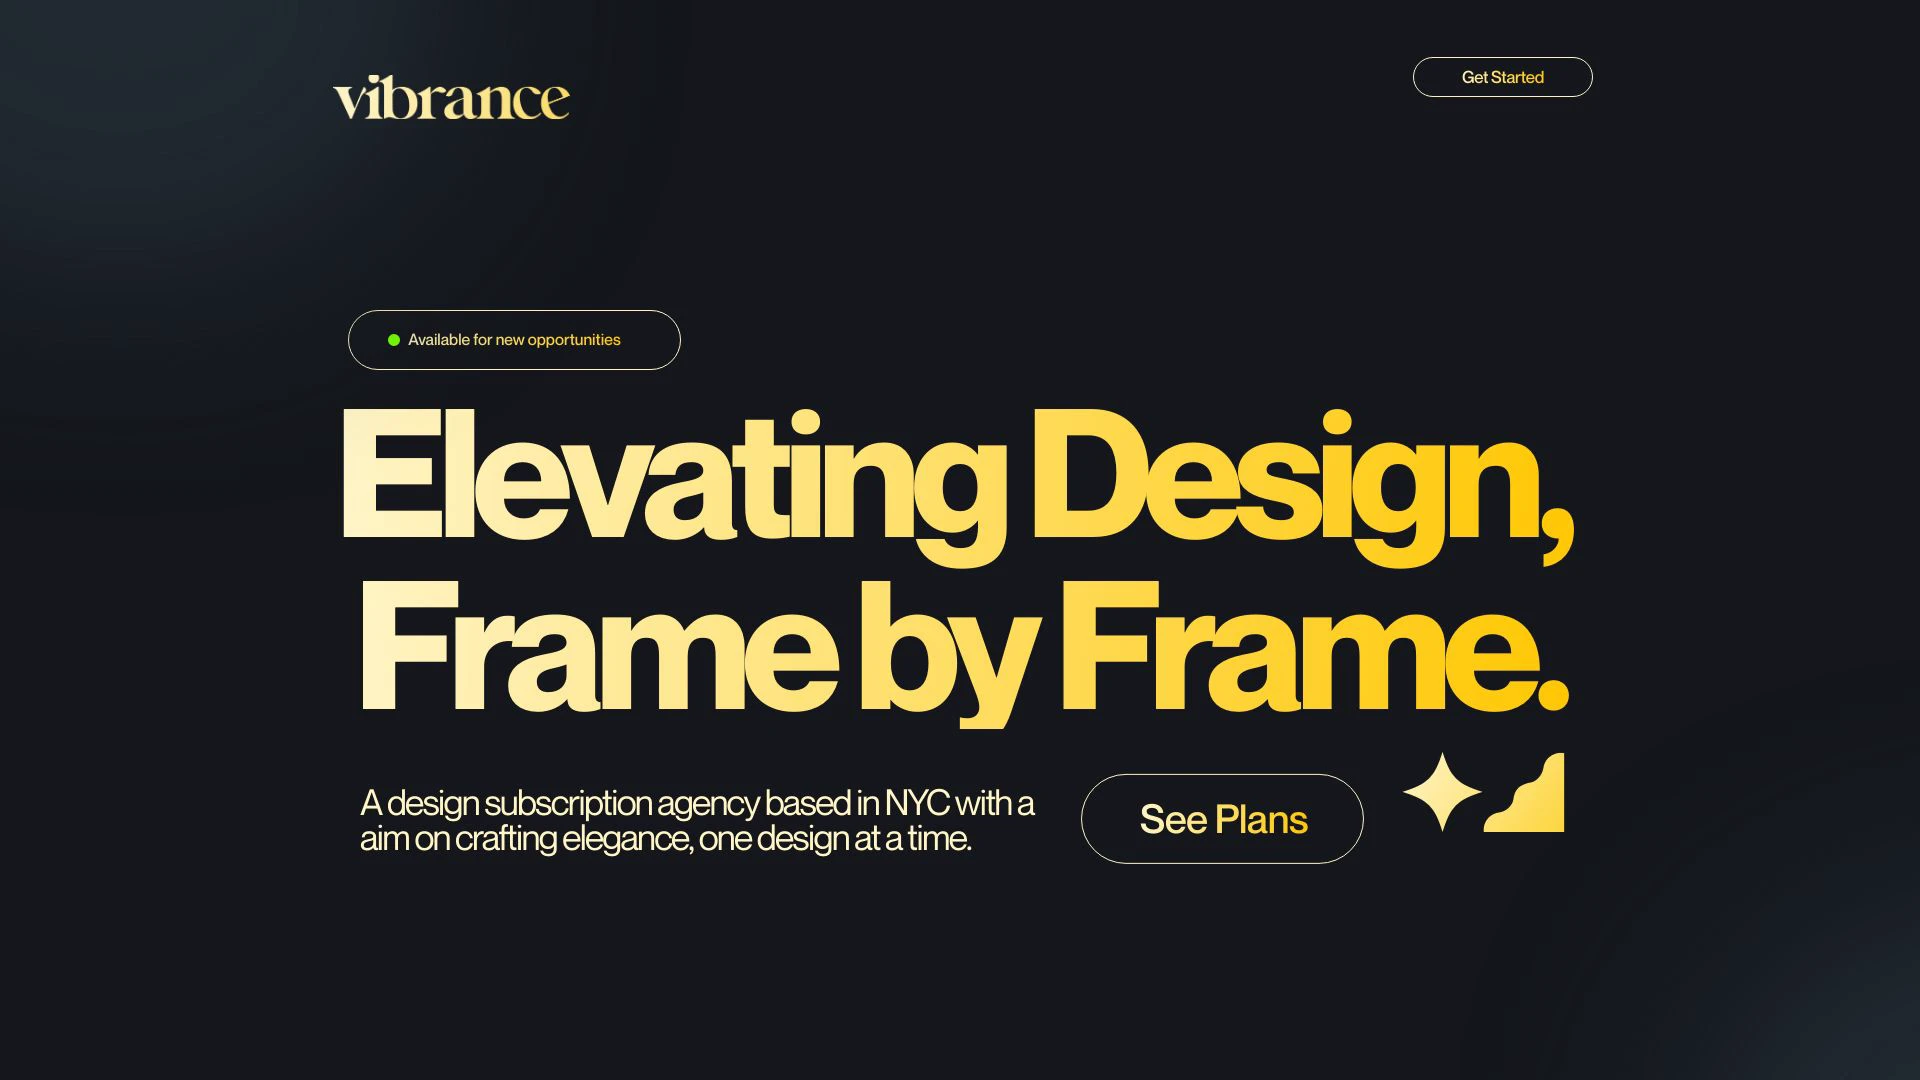 vibrance
Get Started
Available for new opportunities
Elevating Design,
Frame by Frame.
A design subscription agency based in NYC with a
aim on crafting elegance, one design at a time.
See Plans